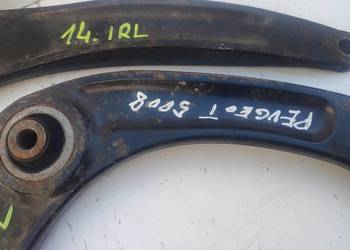 14. IRL
PEUGEOT 5008